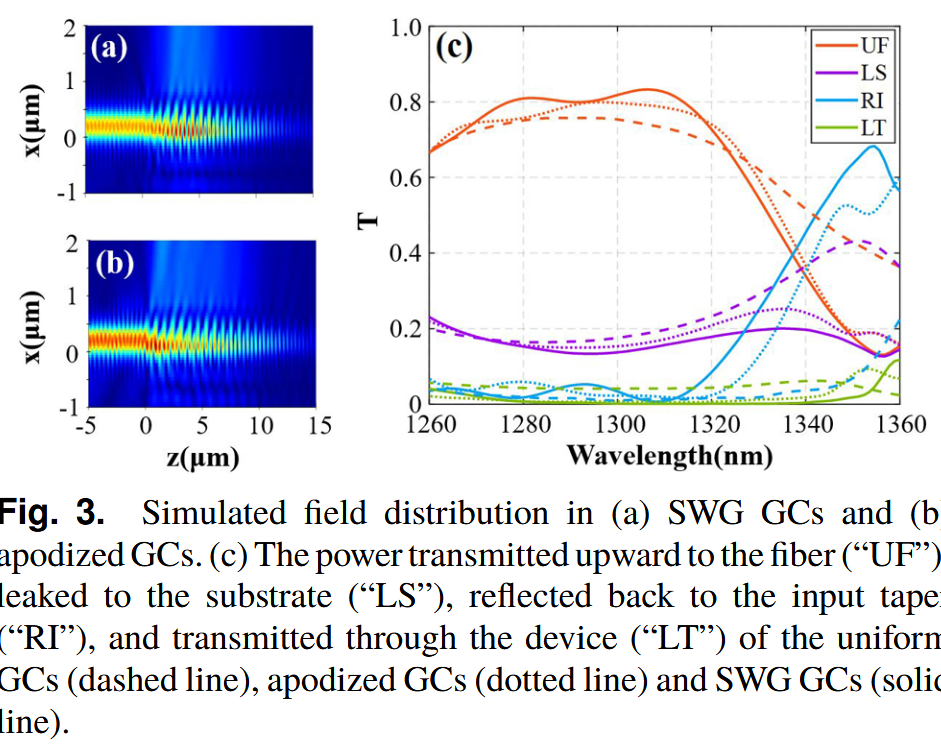 2
(a)
1
x(μm)
0
-1
2
(b)
1
x(μm)
0
-1
-5 0 5 10 15
z(μm)
1.0
(c)
UF
LS
RI
LT
0.8
0.6
T
0.4
0.2
0
1260 1280 1300 1320 1340 1360
Wavelength(nm)
Fig. 3. Simulated field distribution in (a) SWG GCs and (b)
apodized GCs. (c) The power transmitted upward to the fiber (“UF”),
leaked to the substrate (“LS”), reflected back to the input taper
(“RI”), and transmitted through the device (“LT”) of the uniform
GCs (dashed line), apodized GCs (dotted line) and SWG GCs (solid
line).